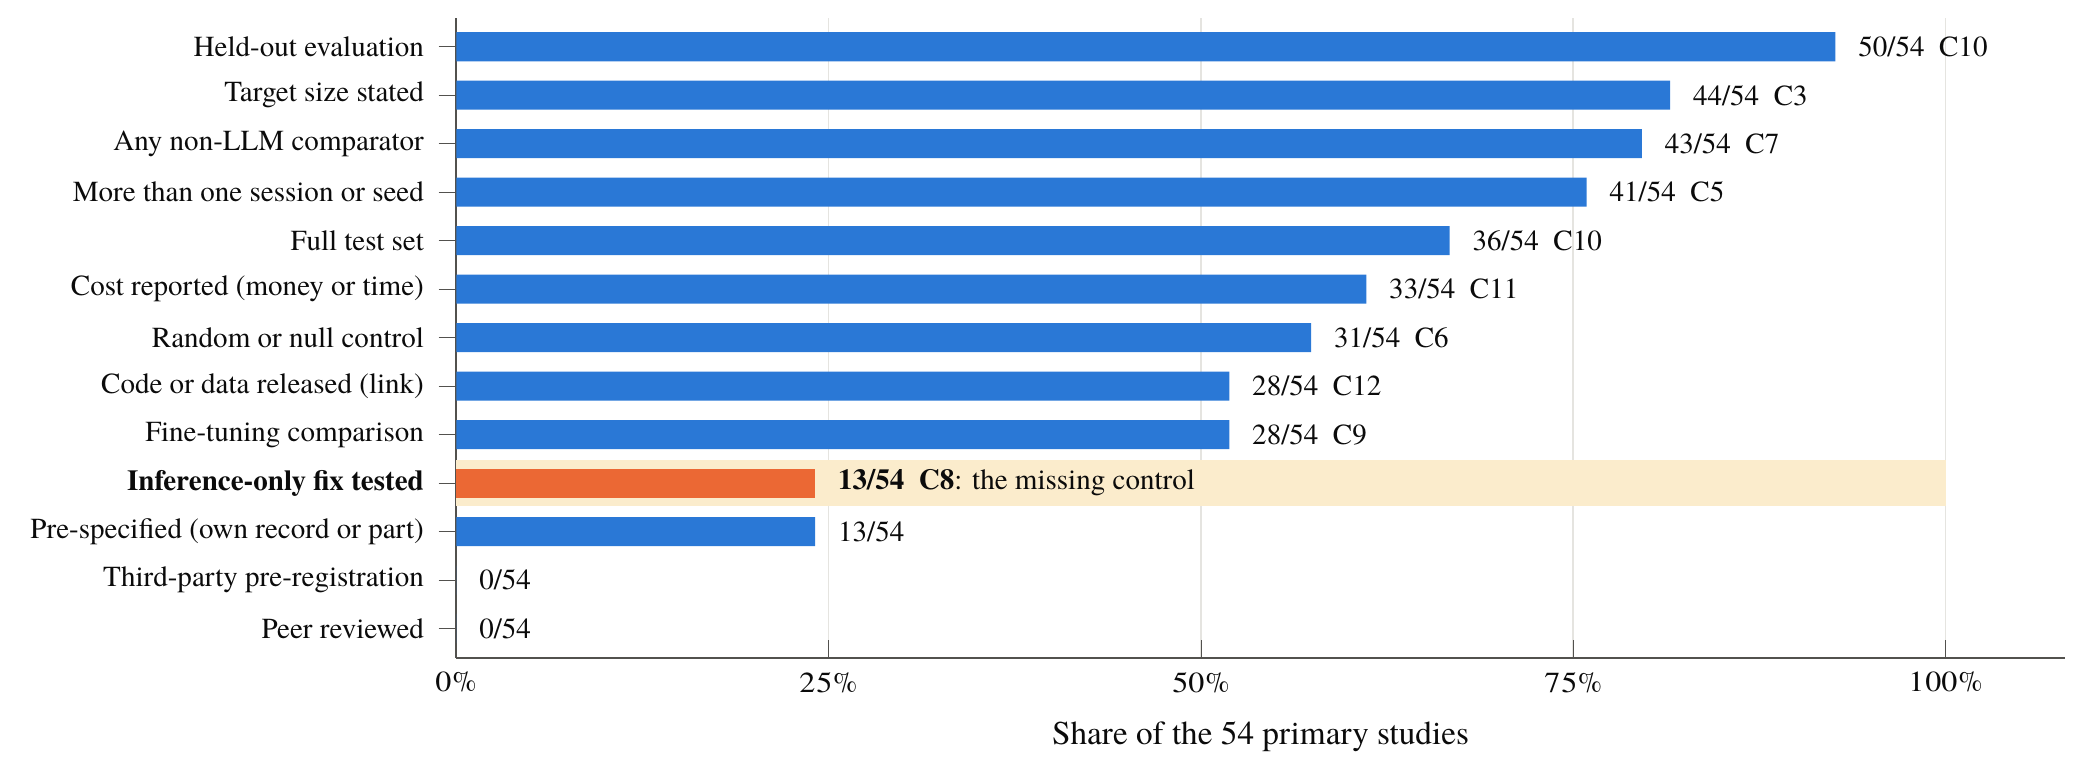 Held-out evaluation 50/54 C10
Target size stated 44/54 C3
Any non-LLM comparator 43/54 C7
More than one session or seed 41/54 C5
Full test set 36/54 C10
Cost reported (money or time) 33/54 C11
Random or null control 31/54 C6
Code or data released (link) 28/54 C12
Fine-tuning comparison 28/54 C9
Inference-only fix tested 13/54 C8: the missing control
Pre-specified (own record or part) 13/54
Third-party pre-registration 0/54
Peer reviewed 0/54
0% 25% 50% 75% 100%
Share of the 54 primary studies